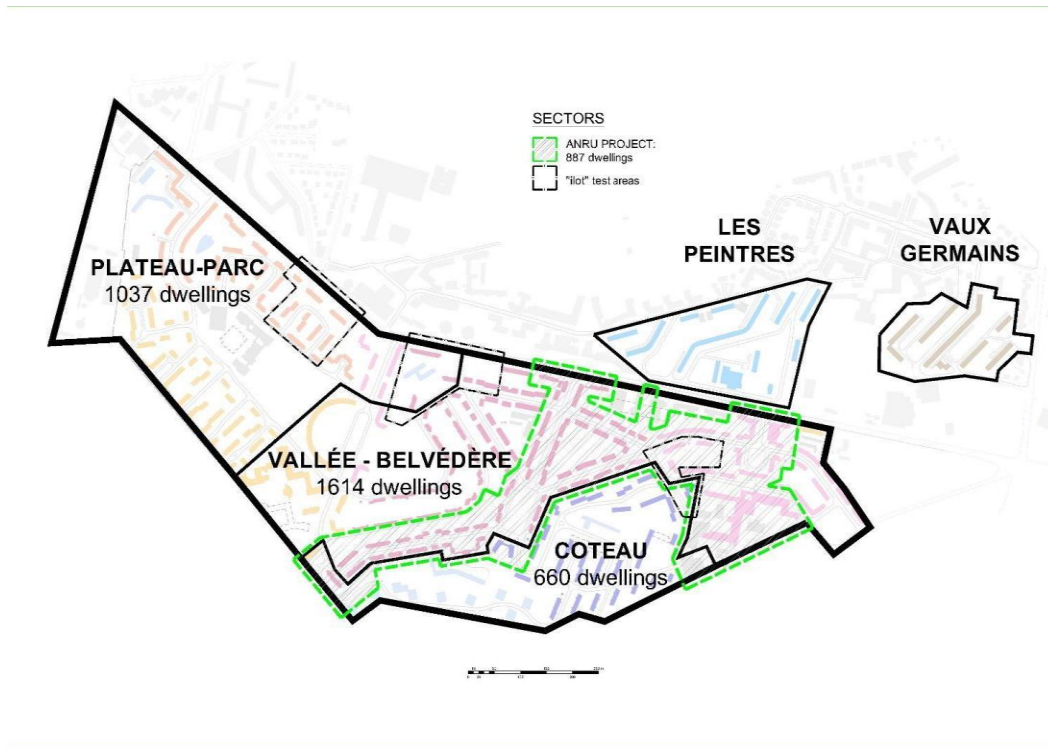 SECTORS
ANRU PROJECT:
887 dwellings
"ilot" test areas
LES
PEINTRES
VAUX
GERMAINS
PLATEAU-PARC
1037 dwellings
VALLÉE - BELVÉDÈRE
1614 dwellings
COTEAU
660 dwellings